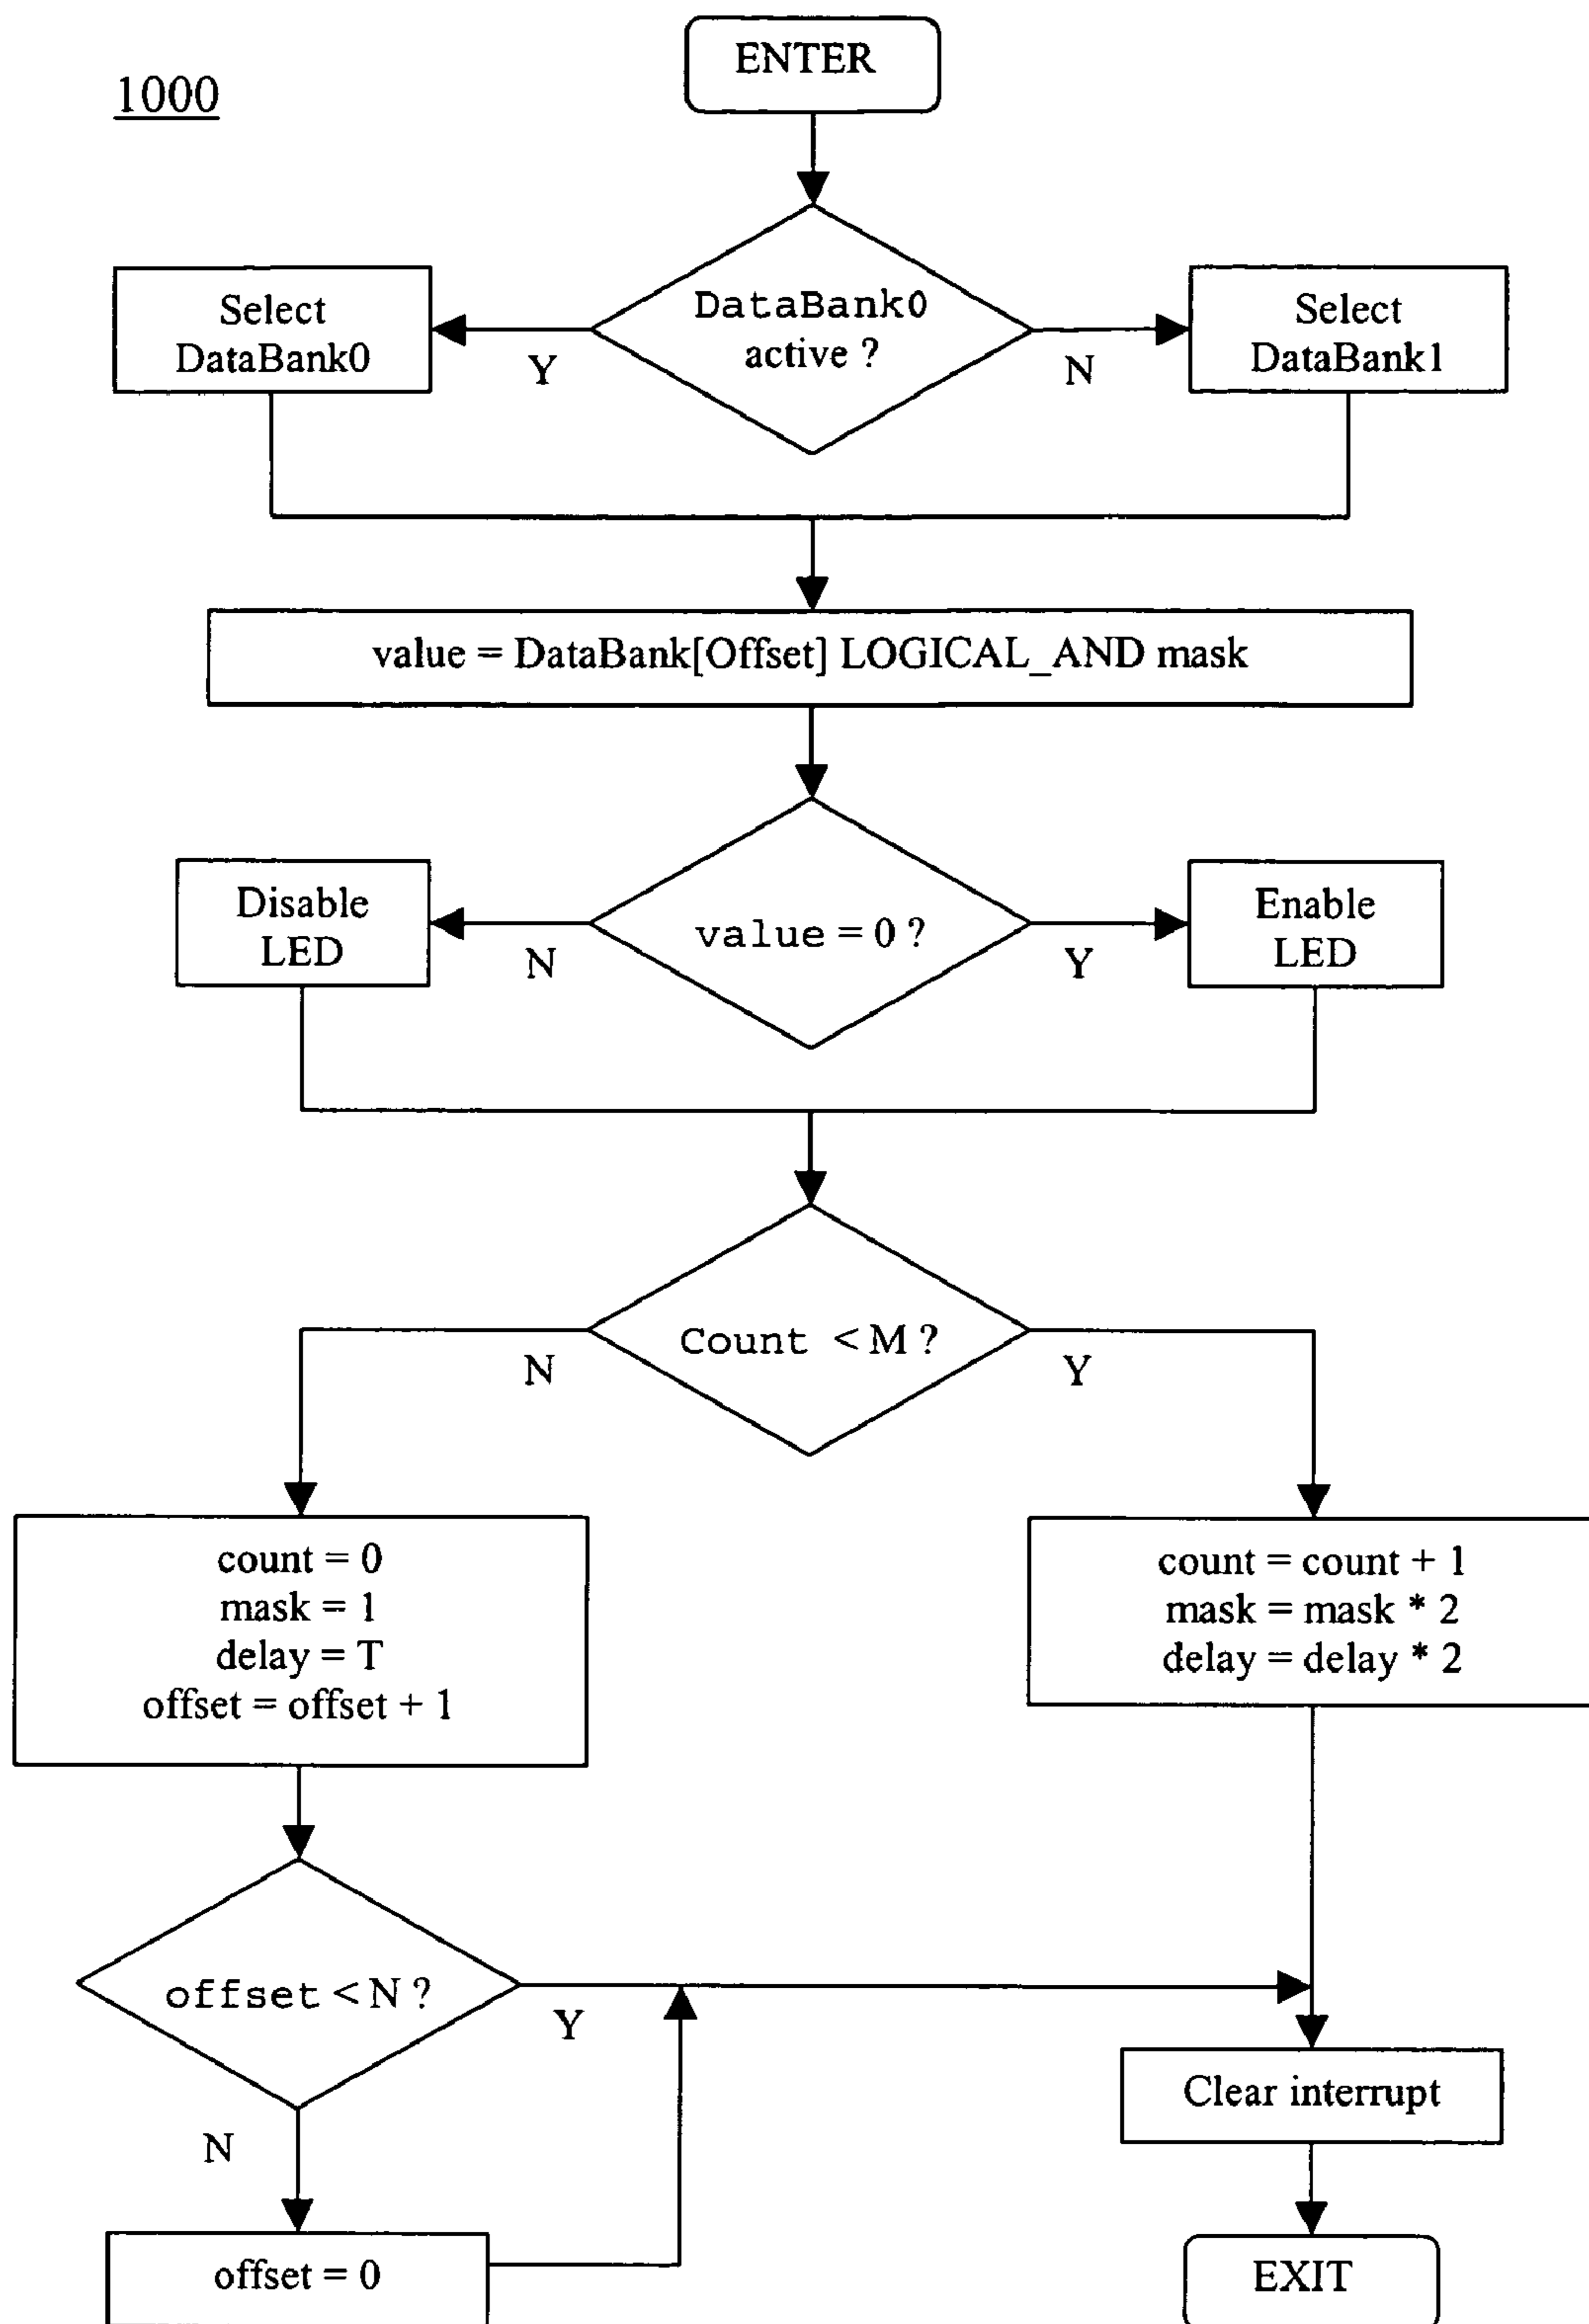 1000
ENTER
DataBank0
active ?
Select
DataBank0
Y
N
Select
DataBank1
value = DataBank[Offset] LOGICAL_AND mask
value = 0 ?
Disable
LED
N
Y
Enable
LED
Count < M ?
N
Y
count = 0
mask = 1
delay = T
offset = offset + 1
count = count + 1
mask = mask * 2
delay = delay * 2
offset < N ?
Y
N
offset = 0
Clear interrupt
EXIT